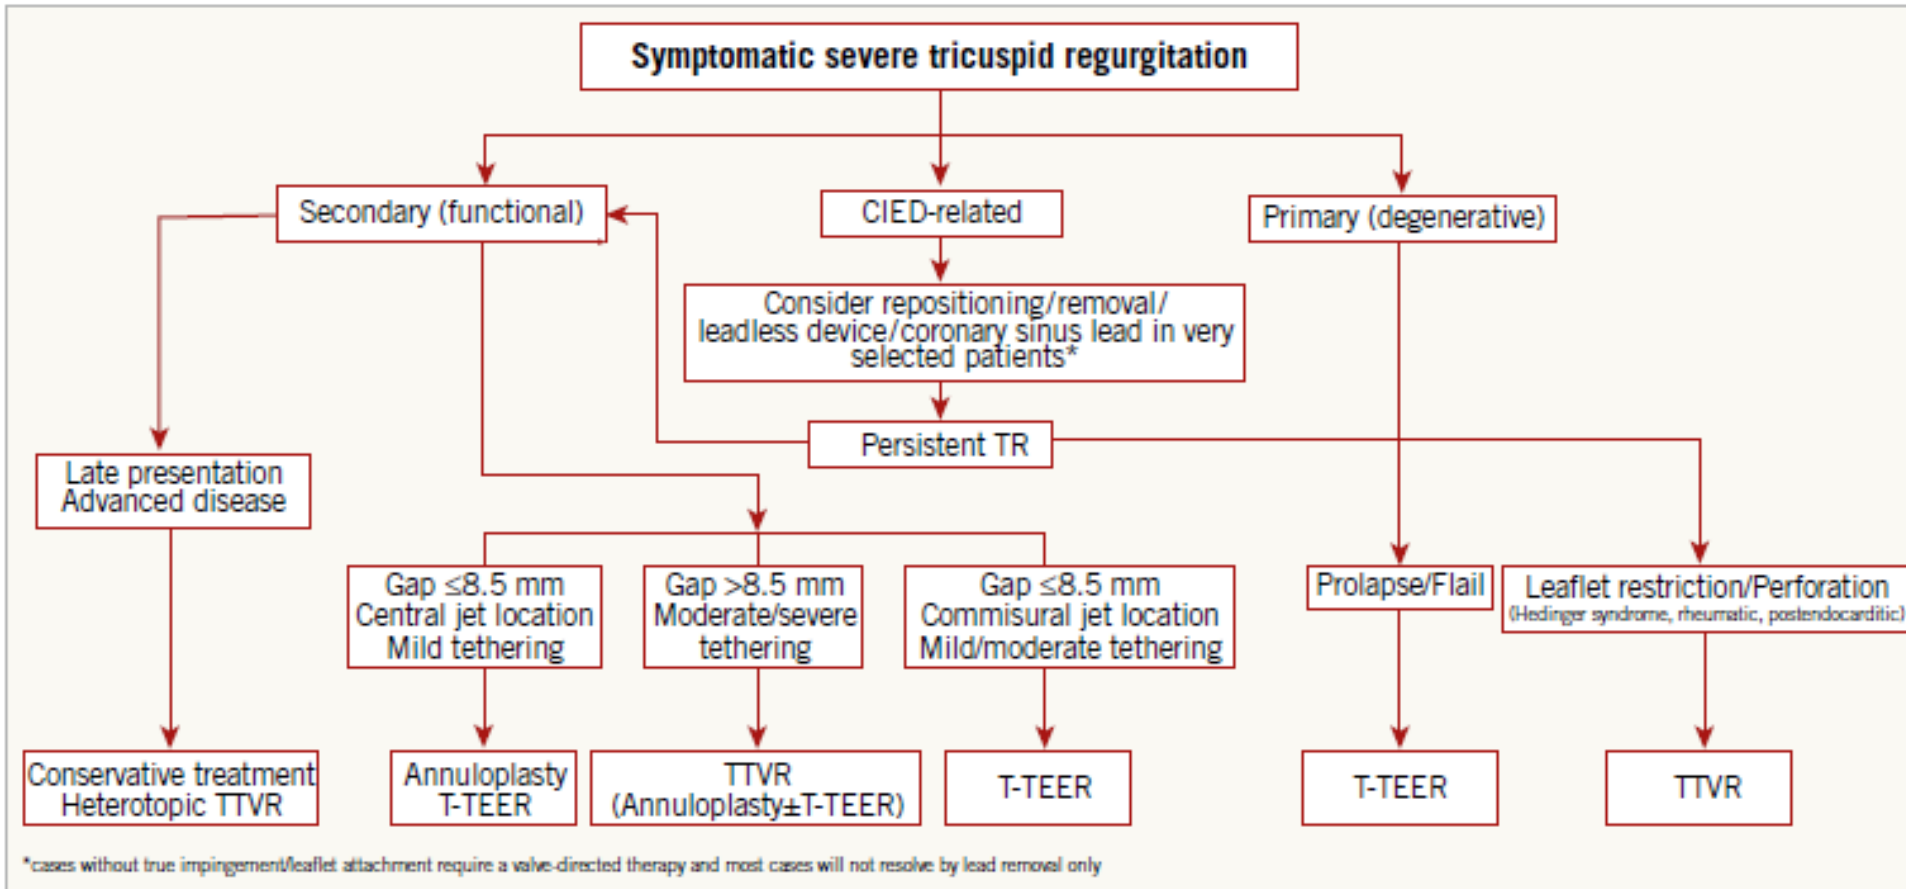 Symptomatic severe tricuspid regurgitation
Secondary (functional)
CIED-related
Primary (degenerative)
Consider repositioning/removal/
leadless device/coronary sinus lead in very
selected patients*
Persistent TR
Late presentation
Advanced disease
Gap ≤8.5 mm
Central jet location
Mild tethering
Gap >8.5 mm
Moderate/severe
tethering
Gap ≤8.5 mm
Commisural jet location
Mild/moderate tethering
Prolapse/Flail
Leaflet restriction/Perforation
(Hedinger syndrome, rheumatic, postendocarditic)
Conservative treatment
Heterotopic TTVR
Annuloplasty
T-TEER
TTVR
(Annuloplasty±T-TEER)
T-TEER
T-TEER
TTVR
*cases without true impingement/leaflet attachment require a valve-directed therapy and most cases will not resolve by lead removal only